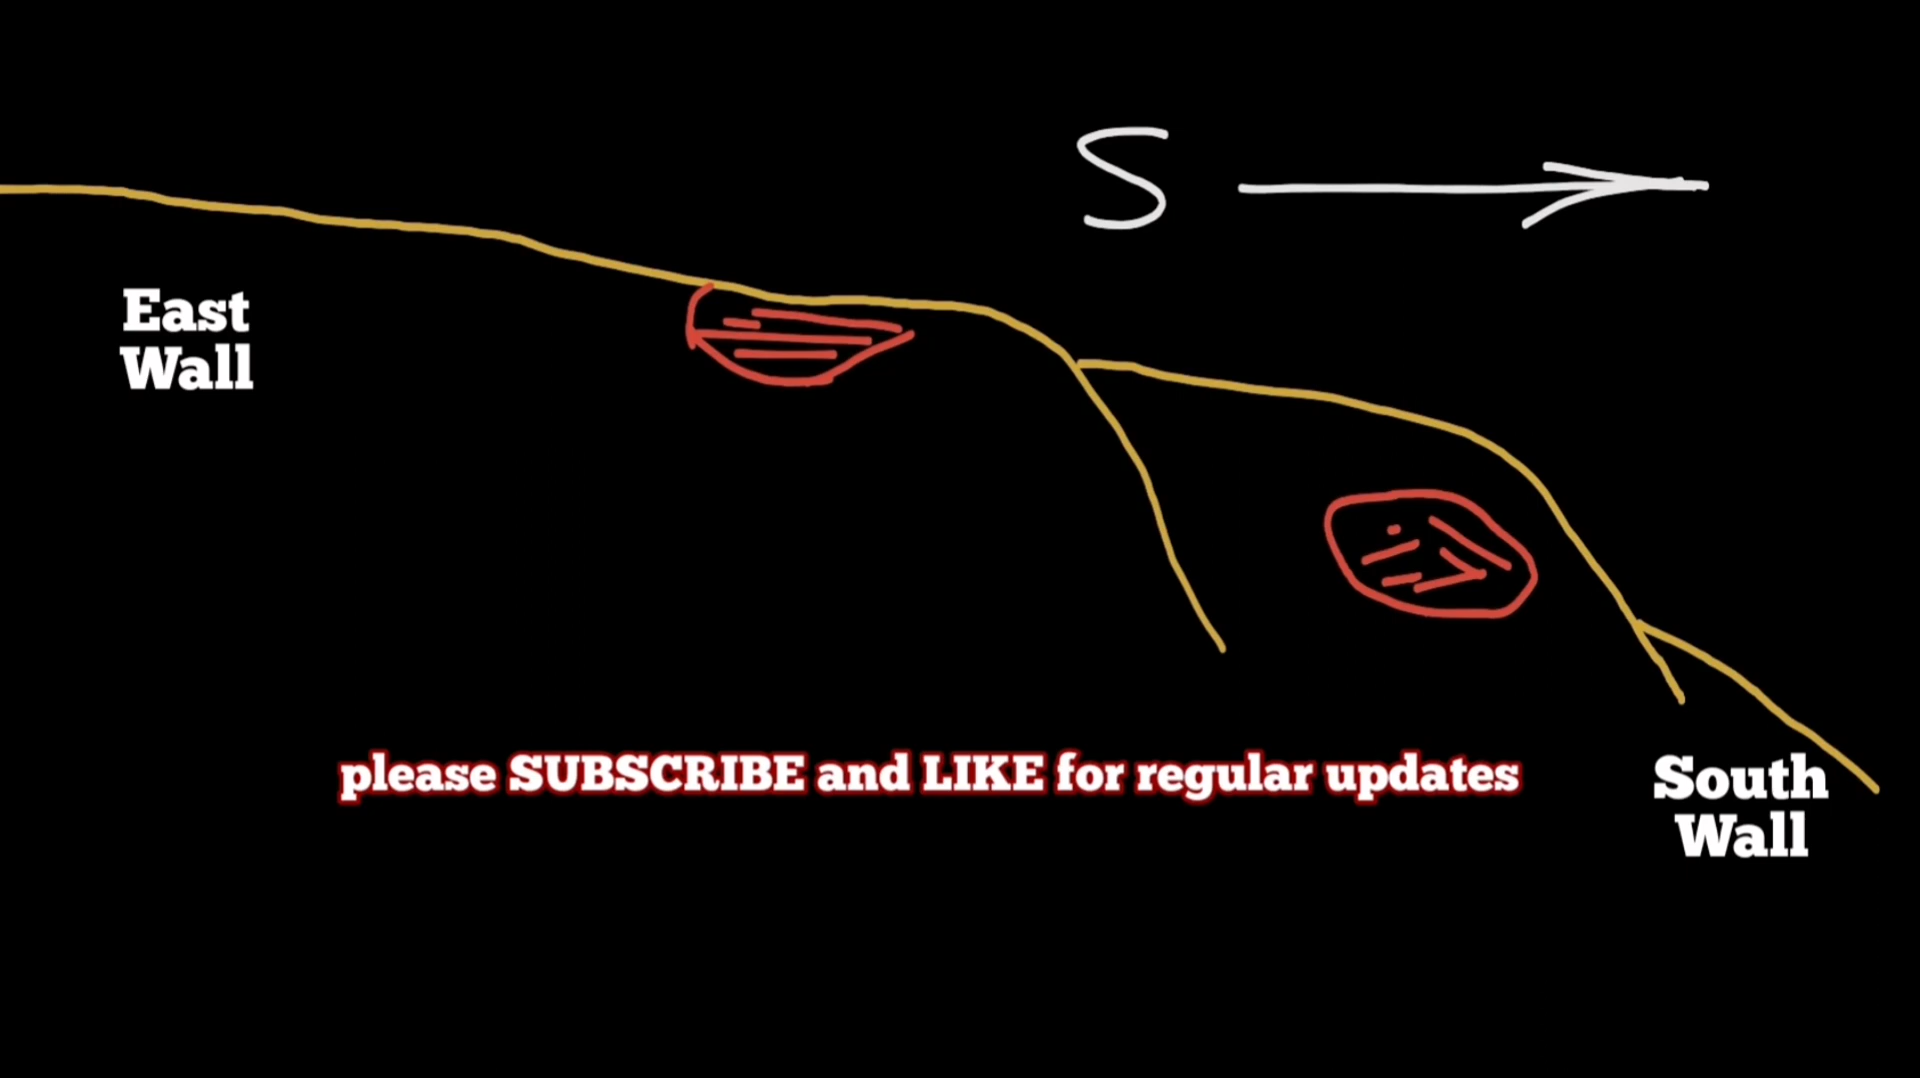 S
East
Wall
please SUBSCRIBE and LIKE for regular updates
South
Wall